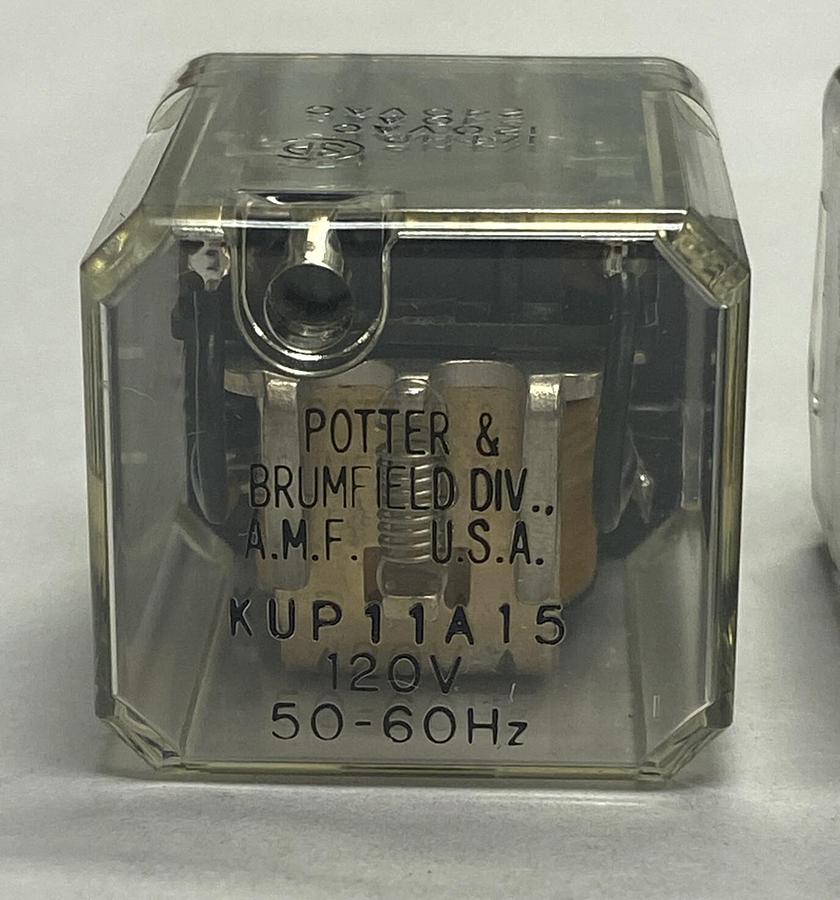 POTTER &
BRUMFIELD DIV.,
A.M.F. U.S.A.
KUP11A15
120V
50-60Hz